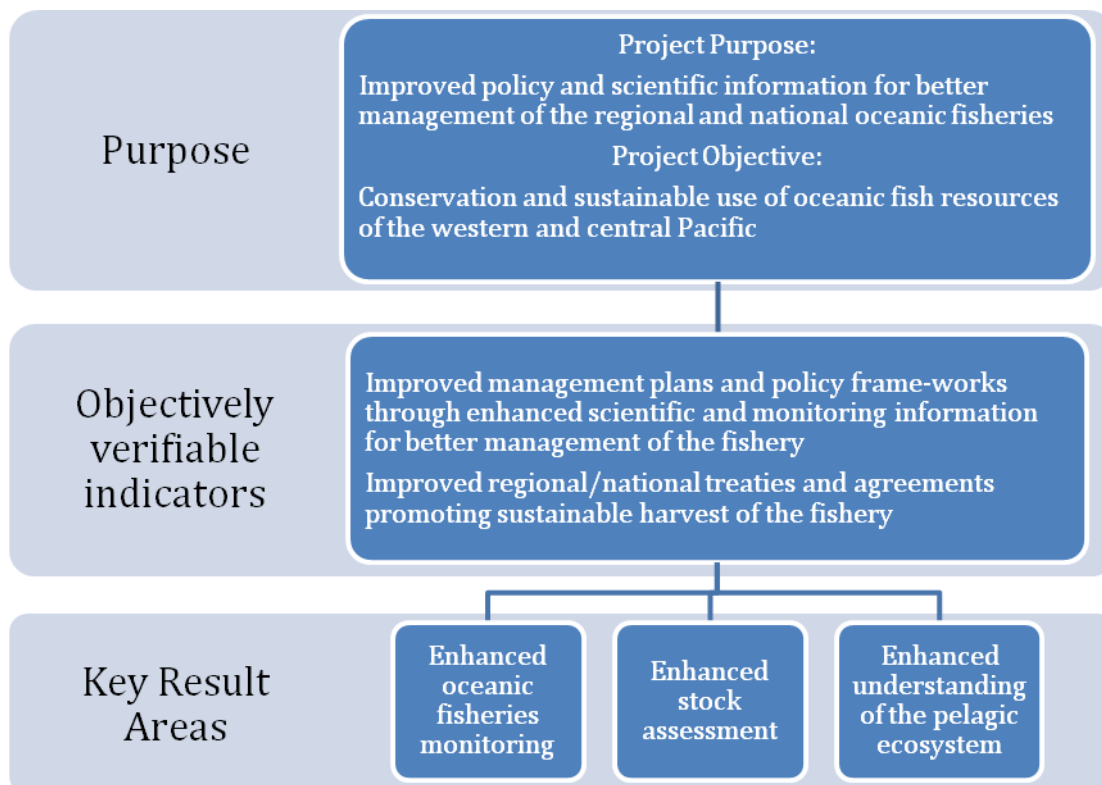 Purpose
Project Purpose:
Improved policy and scientific information for better
management of the regional and national oceanic fisheries
Project Objective:
Conservation and sustainable use of oceanic fish resources
of the western and central Pacific
Objectively
verifiable
indicators
Improved management plans and policy frame-works
through enhanced scientific and monitoring information
for better management of the fishery
Improved regional/national treaties and agreements
promoting sustainable harvest of the fishery
Key Result
Areas
Enhanced
oceanic
fisheries
monitoring
Enhanced
stock
assessment
Enhanced
understanding
of the pelagic
ecosystem